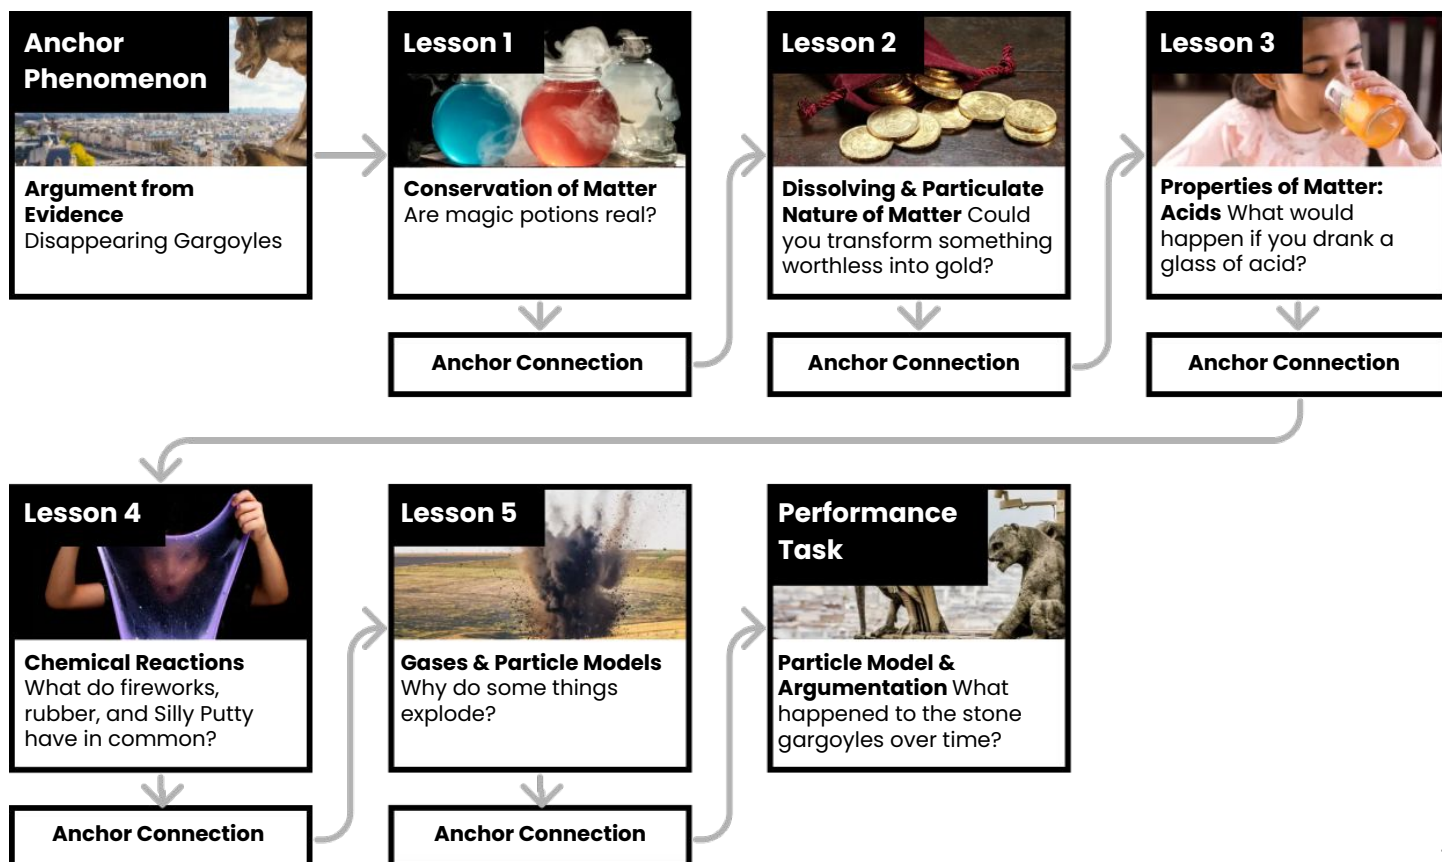 Anchor
Phenomenon
Argument from
Evidence
Disappearing Gargoyles
Lesson 1
Conservation of Matter
Are magic potions real?
Anchor Connection
Lesson 2
Dissolving & Particulate
Nature of Matter Could
you transform something
worthless into gold?
Anchor Connection
Lesson 3
Properties of Matter:
Acids What would
happen if you drank a
glass of acid?
Anchor Connection
Lesson 4
Chemical Reactions
What do fireworks,
rubber, and Silly Putty
have in common?
Anchor Connection
Lesson 5
Gases & Particle Models
Why do some things
explode?
Anchor Connection
Performance
Task
Particle Model &
Argumentation What
happened to the stone
gargoyles over time?